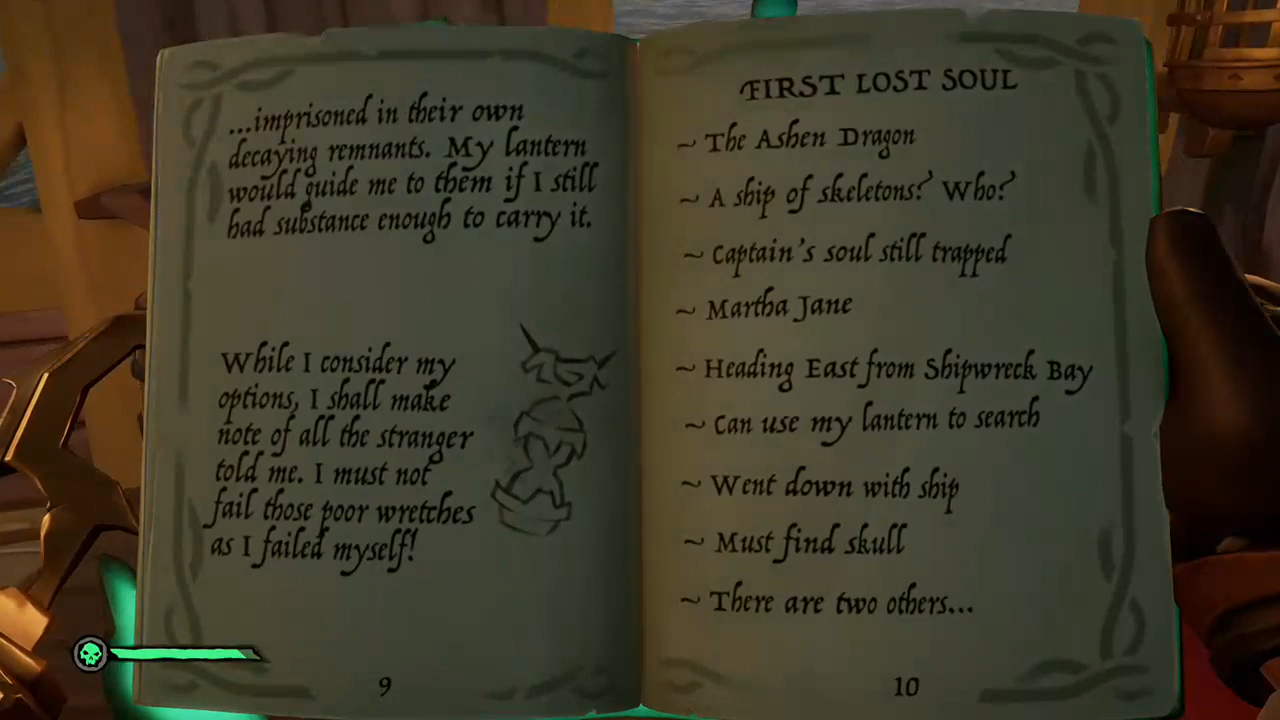 ...imprisoned in their own
decaying remnants. My lantern
would guide me to them if I still
had substance enough to carry it.
While I consider my
options, I shall make
note of all the stranger
told me. I must not
fail those poor wretches
as I failed myself!
9
FIRST LOST SOUL
~ The Ashen Dragon
~ A ship of skeletons? Who?
~ Captain's soul still trapped
~ Martha Jane
~ Heading East from Shipwreck Bay
~ Can use my lantern to search
~ Went down with ship
~ Must find skull
~ There are two others...
10